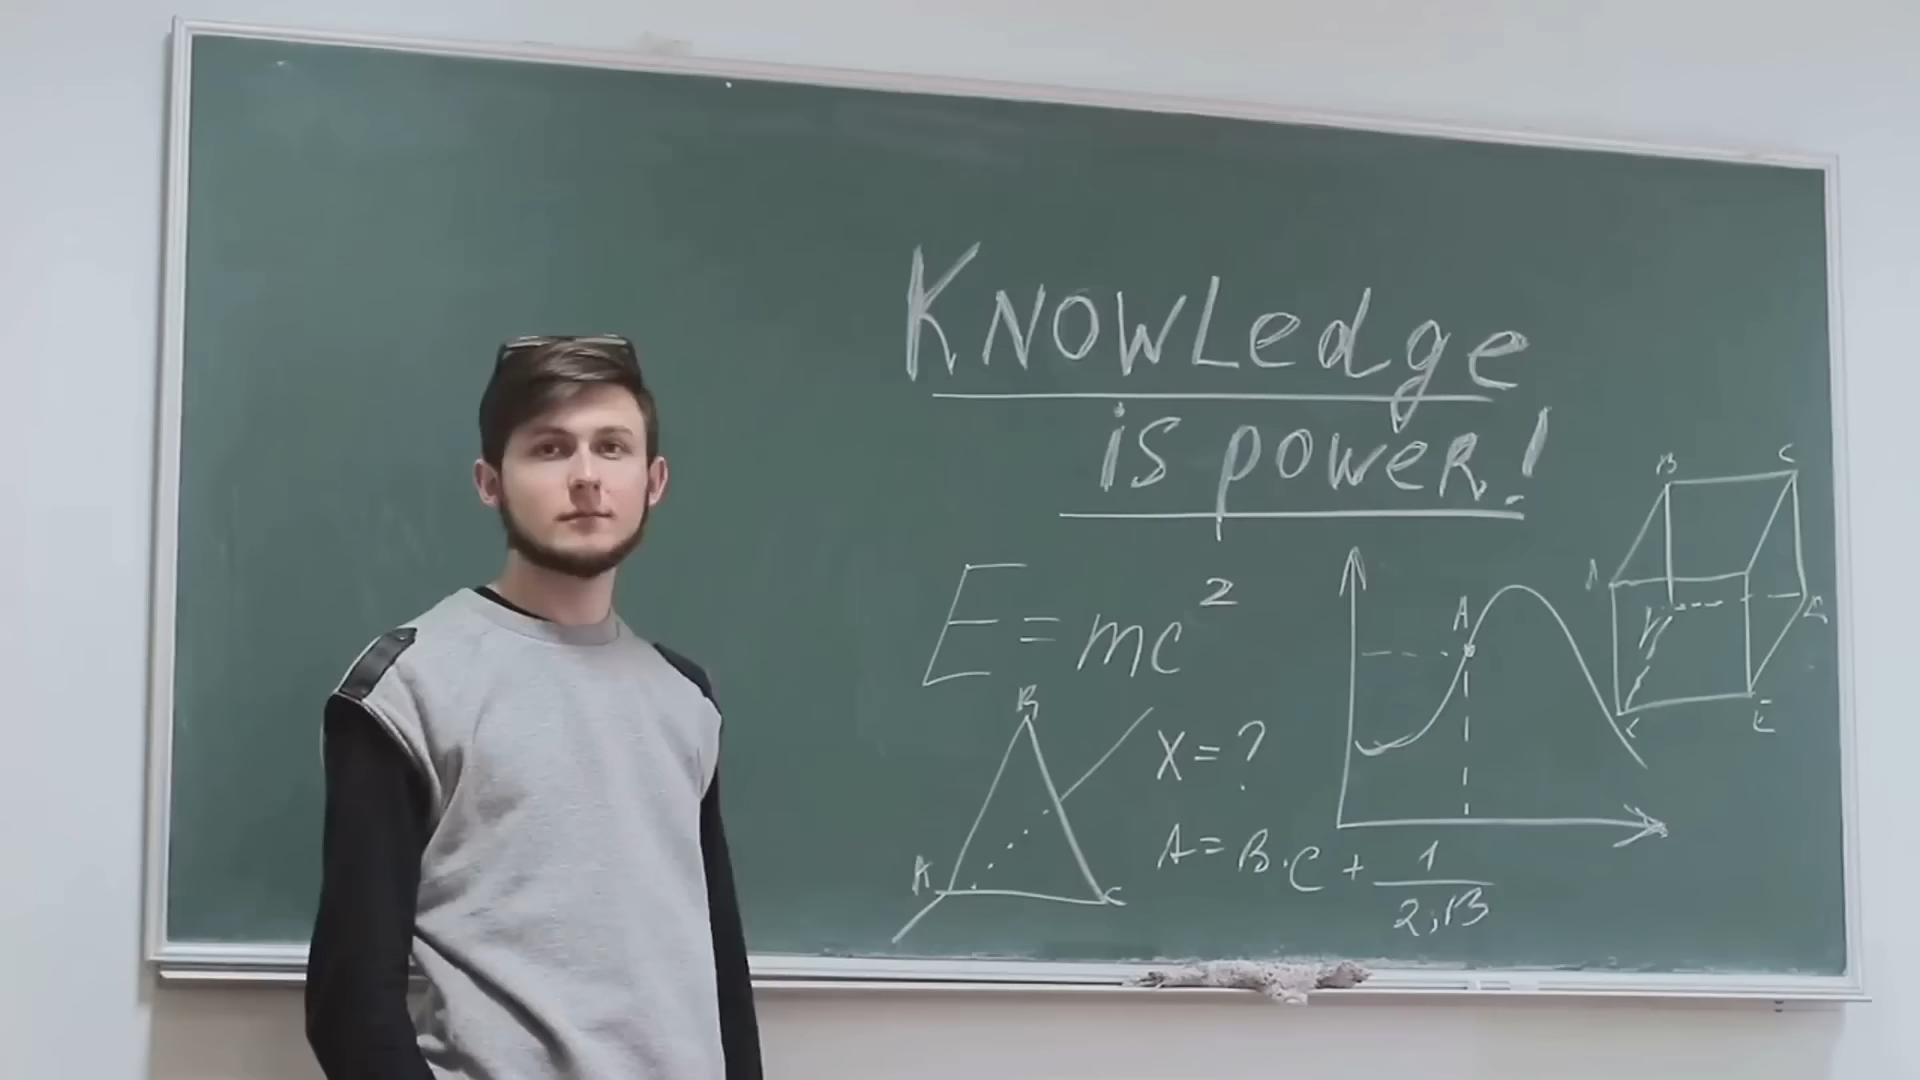 Knowledge
is power!
E=mc²
B
X=?
A
C
A=B·C+1/2,13
A
B
C
A
E